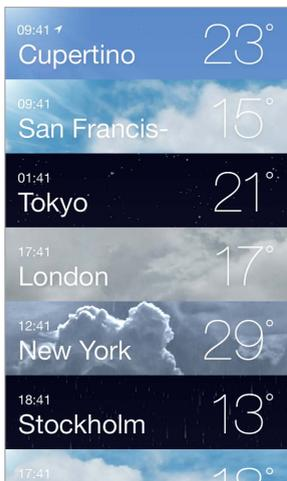 09:41
Cupertino
23°
09:41
San Francis-
15°
01:41
Tokyo
21°
17:41
London
17°
12:41
New York
29°
18:41
Stockholm
13°
17:41